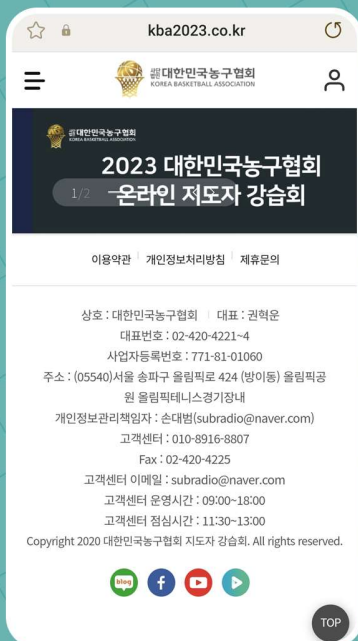 kba2023.co.kr
대한민국농구협회
KOREA BASKETBALL ASSOCIATION
대한민국농구협회
KOREA BASKETBALL ASSOCIATION
2023 대한민국농구협회
온라인 지도자 강습회
1/2
이용약관 개인정보처리방침 제휴문의
상호 : 대한민국농구협회 대표 : 권혁운
대표번호 : 02-420-4221~4
사업자등록번호 : 771-81-01060
주소 : (05540)서울 송파구 올림픽로 424 (방이동) 올림픽공
원 올림픽테니스경기장내
개인정보관리책임자 : 손대범(subradio@naver.com)
고객센터 : 010-8916-8807
Fax : 02-420-4225
고객센터 이메일 : subradio@naver.com
고객센터 운영시간 : 09:00~18:00
고객센터 점심시간 : 11:30~13:00
Copyright 2020 대한민국농구협회 지도자 강습회. All rights reserved.
blog
TOP